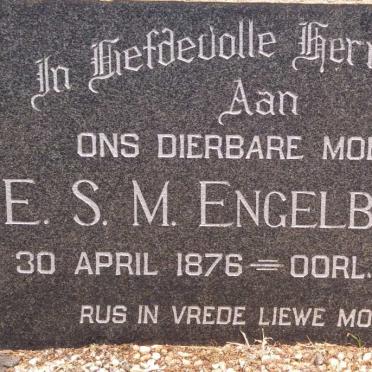 In Liefdevolle Her
Aan
ONS DIERBARE MO
E. S. M. ENGELB
30 APRIL 1876 = OORL.
RUS IN VREDE LIEWE MO